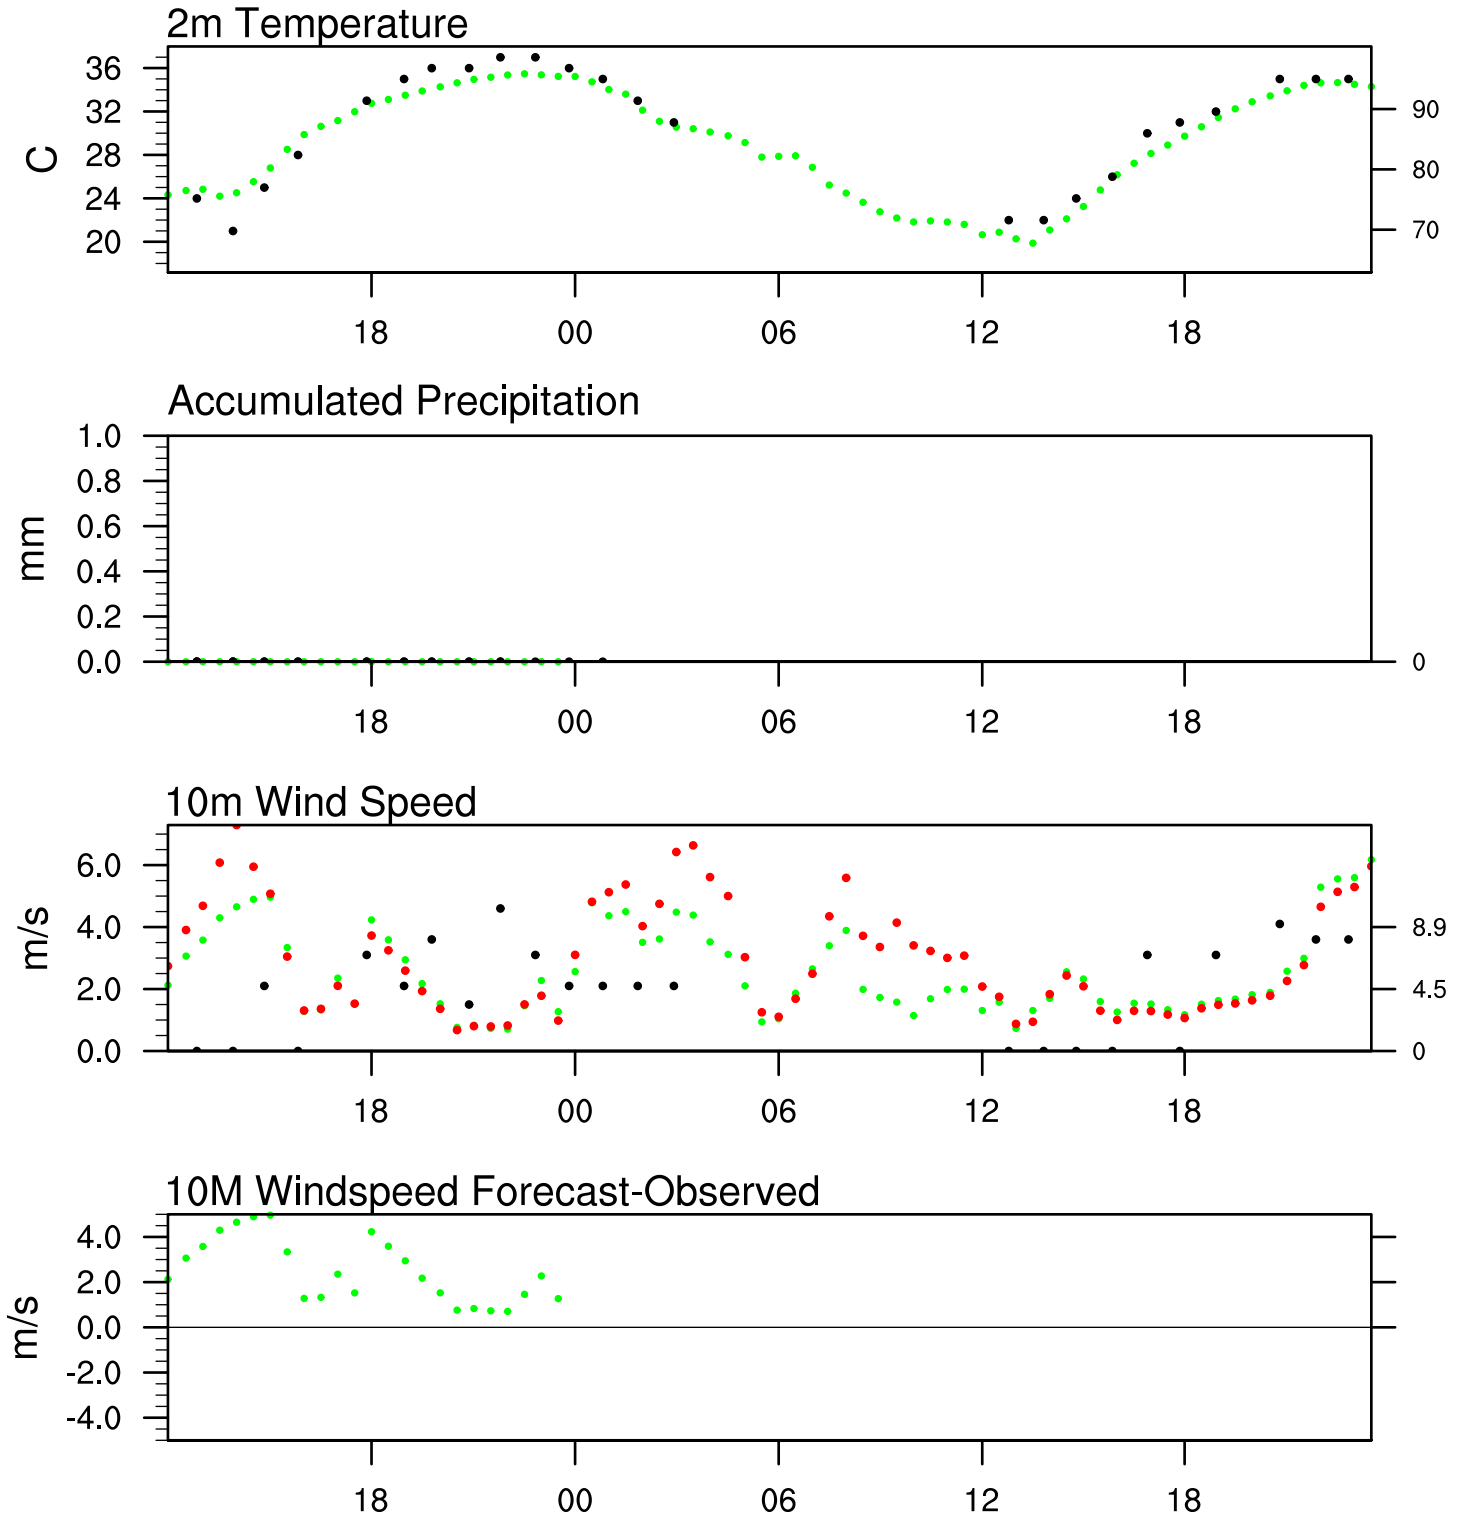 2m Temperature
36
32
28
24
20
C
90
80
70
18 00 06 12 18
Accumulated Precipitation
1.0
0.8
0.6
0.4
0.2
0.0
mm
0
18 00 06 12 18
10m Wind Speed
6.0
4.0
2.0
0.0
m/s
8.9
4.5
0
18 00 06 12 18
10M Windspeed Forecast-Observed
4.0
2.0
0.0
-2.0
-4.0
m/s
18 00 06 12 18